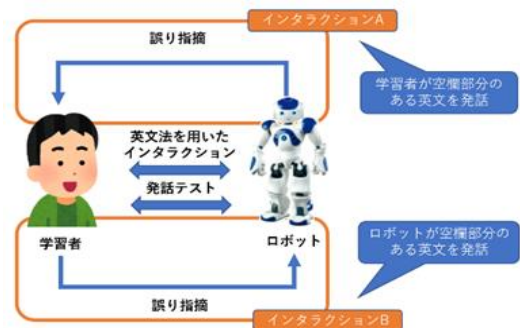 インタラクションA
誤り指摘
学習者が空欄部分の
ある英文を発話
英文法を用いた
インタラクション
発話テスト
学習者
ロボット
ロボットが空欄部分の
ある英文を発話
誤り指摘
インタラクションB